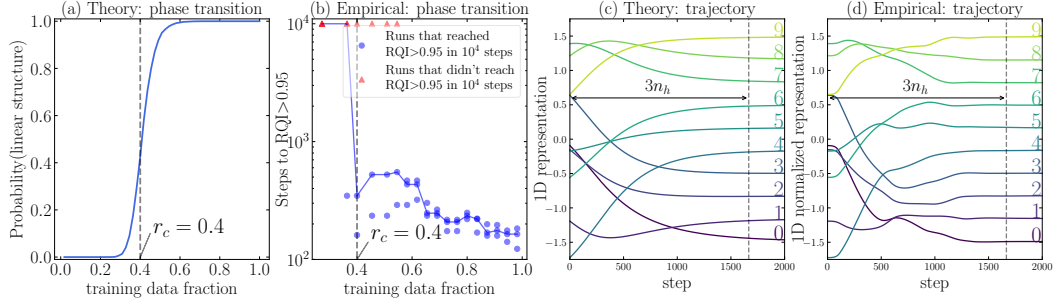 (a) Theory: phase transition
1.0
0.8
0.6
0.4
0.2
0.0
Probability(linear structure)
r_c = 0.4
0.0 0.2 0.4 0.6 0.8 1.0
training data fraction
(b) Empirical: phase transition
10^4
10^3
10^2
Steps to RQI>0.95
Runs that reached
RQI>0.95 in 10^4 steps
Runs that didn't reach
RQI>0.95 in 10^4 steps
r_c = 0.4
0.4 0.6 0.8 1.0
training data fraction
(c) Theory: trajectory
1.5
1.0
0.5
0.0
−0.5
−1.0
−1.5
1D representation
3n_h
9
8
7
6
5
4
3
2
1
0
0 500 1000 1500 2000
step
(d) Empirical: trajectory
1.5
1.0
0.5
0.0
−0.5
−1.0
−1.5
1D normalized representation
3n_h
9
8
7
6
5
4
3
2
1
0
0 500 1000 1500 2000
step